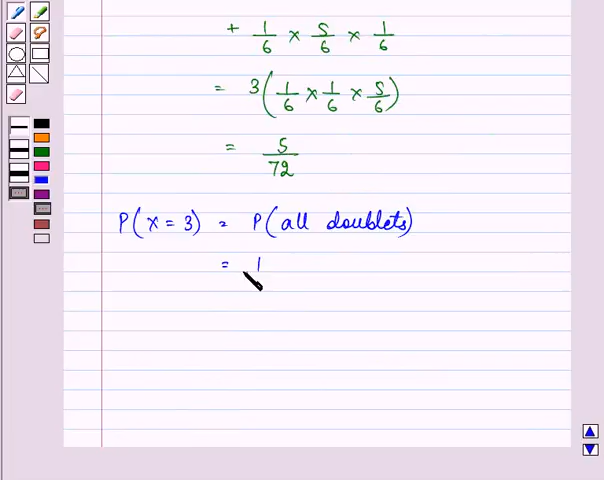 + 1/6 × 5/6 × 1/6
= 3(1/6 × 1/6 × 5/6)
= 5/72
P(x = 3) = P(all doublets)
= 1